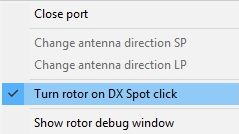 Close port
Change antenna direction SP
Change antenna direction LP
Turn rotor on DX Spot click
Show rotor debug window